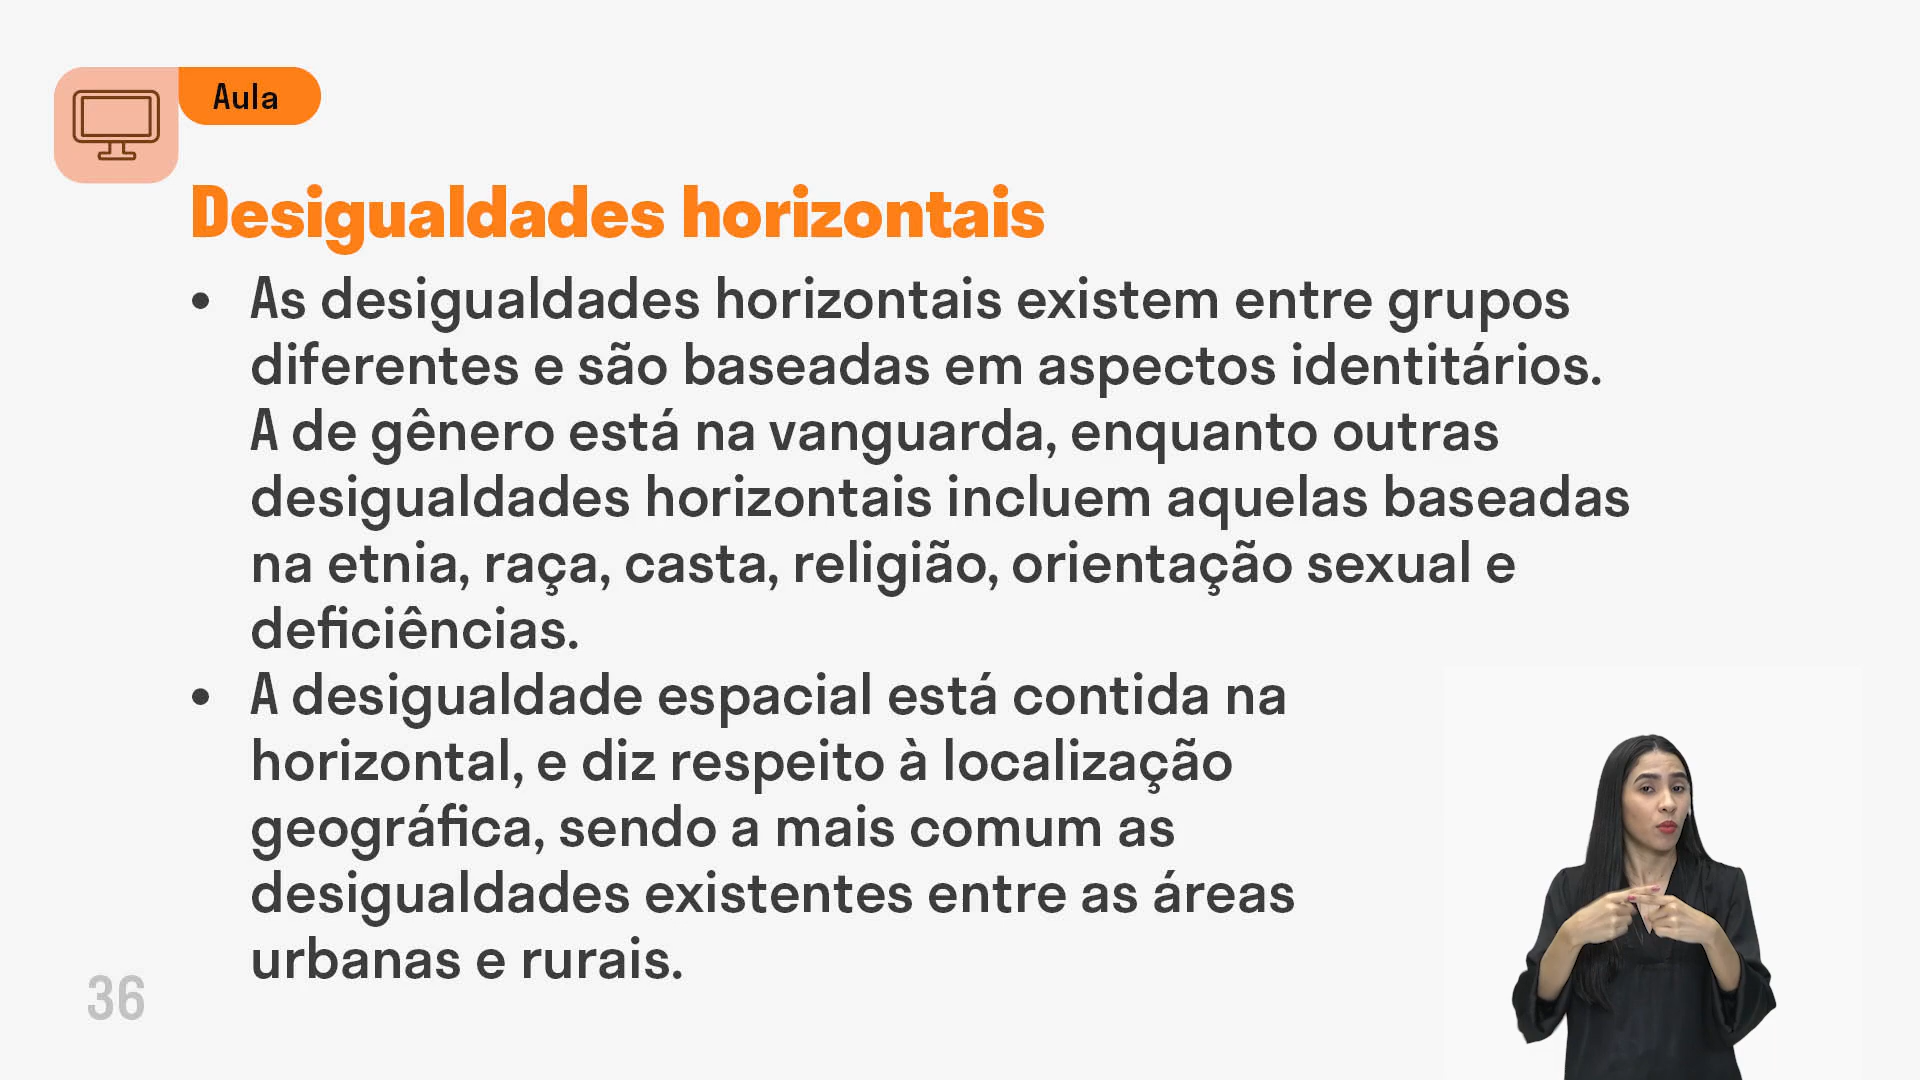 Aula
Desigualdades horizontais
• As desigualdades horizontais existem entre grupos
diferentes e são baseadas em aspectos identitários.
A de gênero está na vanguarda, enquanto outras
desigualdades horizontais incluem aquelas baseadas
na etnia, raça, casta, religião, orientação sexual e
deficiências.
• A desigualdade espacial está contida na
horizontal, e diz respeito à localização
geográfica, sendo a mais comum as
desigualdades existentes entre as áreas
urbanas e rurais.
36